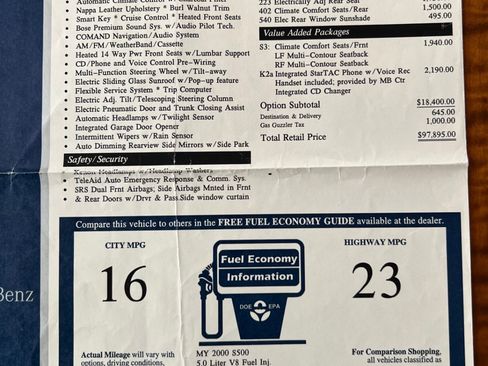 Automatic Climate Control
Nappa Leather Upholstery * Burl Walnut Trim
Smart Key * Cruise Control * Heated Front Seats
Bose Premium Sound Sys. w/Audio Pilot Tech.
COMAND Navigation/Audio System
AM/FM/WeatherBand/Cassette
Heated 14 Way Pwr Front Seats w/Lumbar Support
CD/Phone and Voice Control Pre-Wiring
Multi-Function Steering Wheel w/Tilt-away
Electric Sliding Glass Sunroof w/Pop-up feature
Flexible Service System * Trip Computer
Electric Adj. Tilt/Telescoping Steering Column
Electric Pneumatic Door and Trunk Closing Assist
Automatic Headlamps w/Twilight Sensor
Integrated Garage Door Opener
Intermittent Wipers w/Rain Sensor
Auto Dimming Rearview Side Mirrors w/Side Park
Safety/Security
Xenon Headlamps w/Headlamp Washers
TeleAid Auto Emergency Response & Comm. Sys.
SRS Dual Frnt Airbags; Side Airbags Mnted in Frnt
& Rear Doors w/Drvr & Pass.Side window curtain
223 Electrically Adj Rear Seat
402 Climate Comfort Seats/Rear 1,500.00
540 Elec Rear Window Sunshade 495.00
Value Added Packages
S3: Climate Comfort Seats/Frnt 1,940.00
LF Multi-Contour Seatback
RF Multi-Contour Seatback
K2a Integrated StarTAC Phone w/Voice Rec 2,190.00
Handset included; provided by MB Ctr
Integrated CD Changer
Option Subtotal $18,400.00
Destination & Delivery 645.00
Gas Guzzler Tax 1,000.00
Total Retail Price $97,895.00
Compare this vehicle to others in the FREE FUEL ECONOMY GUIDE available at the dealer.
Benz
CITY MPG
16
Fuel Economy
Information
DOE EPA
HIGHWAY MPG
23
Actual Mileage will vary with
options, driving conditions,
MY 2000 S500
5.0 Liter V8 Fuel Inj.
For Comparison Shopping,
all vehicles classified as